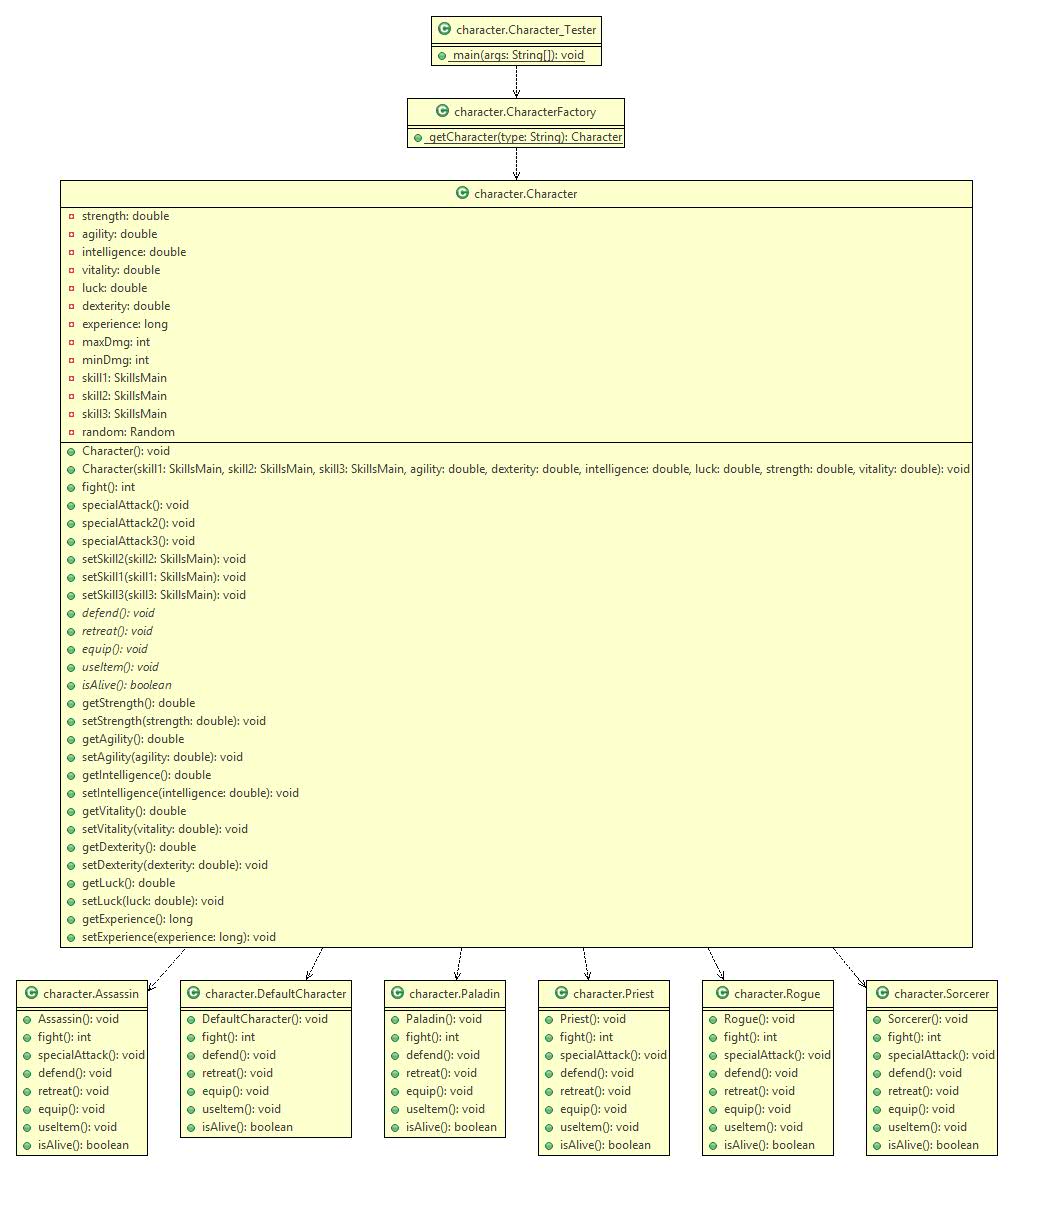 character.Character_Tester
main(args: String[]): void
character.CharacterFactory
getCharacter(type: String): Character
character.Character
strength: double
agility: double
intelligence: double
vitality: double
luck: double
dexterity: double
experience: long
maxDmg: int
minDmg: int
skill1: SkillsMain
skill2: SkillsMain
skill3: SkillsMain
random: Random
Character(): void
Character(skill1: SkillsMain, skill2: SkillsMain, skill3: SkillsMain, agility: double, dexterity: double, intelligence: double, luck: double, strength: double, vitality: double): void
fight(): int
specialAttack(): void
specialAttack2(): void
specialAttack3(): void
setSkill2(skill2: SkillsMain): void
setSkill1(skill1: SkillsMain): void
setSkill3(skill3: SkillsMain): void
defend(): void
retreat(): void
equip(): void
useItem(): void
isAlive(): boolean
getStrength(): double
setStrength(strength: double): void
getAgility(): double
setAgility(agility: double): void
getIntelligence(): double
setIntelligence(intelligence: double): void
getVitality(): double
setVitality(vitality: double): void
getDexterity(): double
setDexterity(dexterity: double): void
getLuck(): double
setLuck(luck: double): void
getExperience(): long
setExperience(experience: long): void
character.Assassin
Assassin(): void
fight(): int
specialAttack(): void
defend(): void
retreat(): void
equip(): void
useItem(): void
isAlive(): boolean
character.DefaultCharacter
DefaultCharacter(): void
fight(): int
defend(): void
retreat(): void
equip(): void
useItem(): void
isAlive(): boolean
character.Paladin
Paladin(): void
fight(): int
defend(): void
retreat(): void
equip(): void
useItem(): void
isAlive(): boolean
character.Priest
Priest(): void
fight(): int
specialAttack(): void
defend(): void
retreat(): void
equip(): void
useItem(): void
isAlive(): boolean
character.Rogue
Rogue(): void
fight(): int
specialAttack(): void
defend(): void
retreat(): void
equip(): void
useItem(): void
isAlive(): boolean
character.Sorcerer
Sorcerer(): void
fight(): int
specialAttack(): void
defend(): void
retreat(): void
equip(): void
useItem(): void
isAlive(): boolean